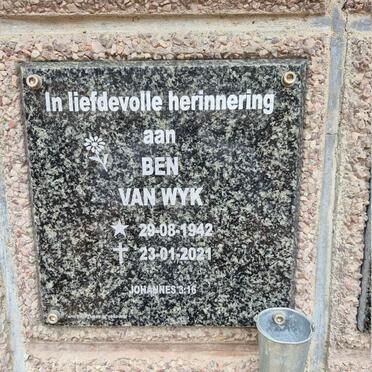 In liefdevolle herinnering
aan
BEN
VAN WYK
29-08-1942
23-01-2021
JOHANNES 3:16